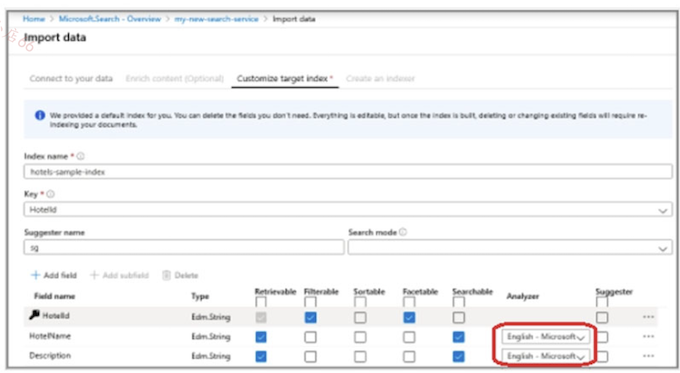 Home > Microsoft.Search - Overview > my-new-search-service > Import data
Import data
Connect to your data Enrich content (Optional) Customize target index * Create an indexer
We provided a default index for you. You can delete the fields you don't need. Everything is editable, but once the index is built, deleting or changing existing fields will require re-
indexing your documents.
Index name *
hotels-sample-index
Key *
HotelId
Suggester name Search mode
sg
+ Add field + Add subfield Delete
Field name Type Retrievable Filterable Sortable Facetable Searchable Analyzer Suggester
HotelId Edm.String ...
HotelName Edm.String English - Microsoft ...
Description Edm.String English - Microsoft ...